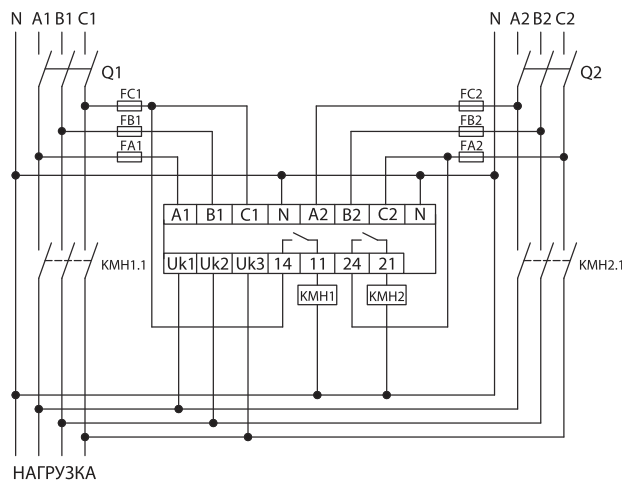 N A1 B1 C1
N A2 B2 C2
Q1
Q2
FC1
FC2
FB1
FB2
FA1
FA2
A1 B1 C1 N A2 B2 C2 N
KMH1.1
Uk1 Uk2 Uk3 14 11 24 21
KMH2.1
KMH1
KMH2
НАГРУЗКА